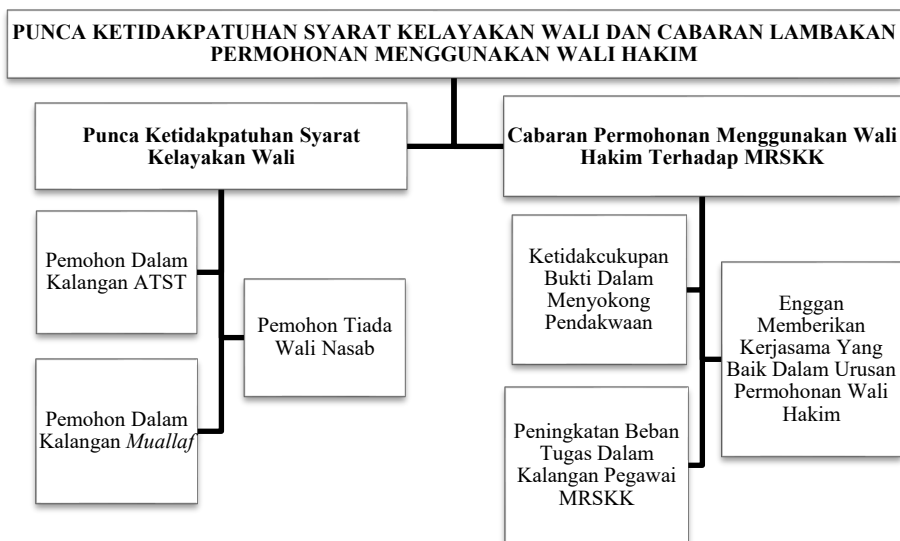 PUNCA KETIDAKPATUHAN SYARAT KELAYAKAN WALI DAN CABARAN LAMBAKAN
PERMOHONAN MENGGUNAKAN WALI HAKIM
Punca Ketidakpatuhan Syarat
Kelayakan Wali
Pemohon Dalam
Kalangan ATST
Pemohon Tiada
Wali Nasab
Pemohon Dalam
Kalangan Muallaf
Cabaran Permohonan Menggunakan Wali
Hakim Terhadap MRSKK
Ketidakcukupan
Bukti Dalam
Menyokong
Pendakwaan
Enggan
Memberikan
Kerjasama Yang
Baik Dalam Urusan
Permohonan Wali
Hakim
Peningkatan Beban
Tugas Dalam
Kalangan Pegawai
MRSKK